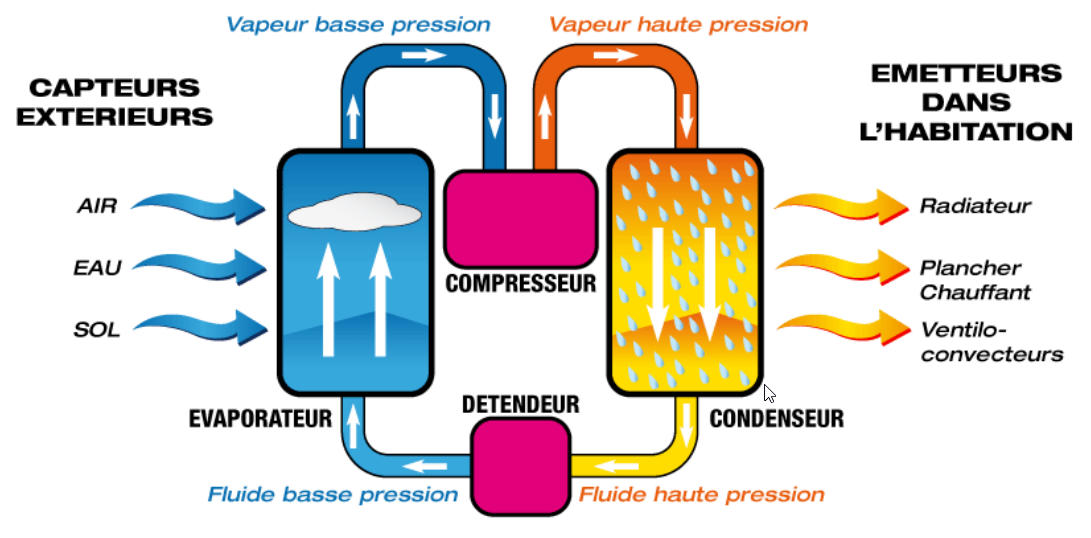 Vapeur basse pression
Vapeur haute pression
CAPTEURS
EXTERIEURS
EMETTEURS
DANS
L'HABITATION
AIR
EAU
SOL
Radiateur
Plancher
Chauffant
Ventilo-
convecteurs
COMPRESSEUR
EVAPORATEUR
DETENDEUR
CONDENSEUR
Fluide basse pression
Fluide haute pression